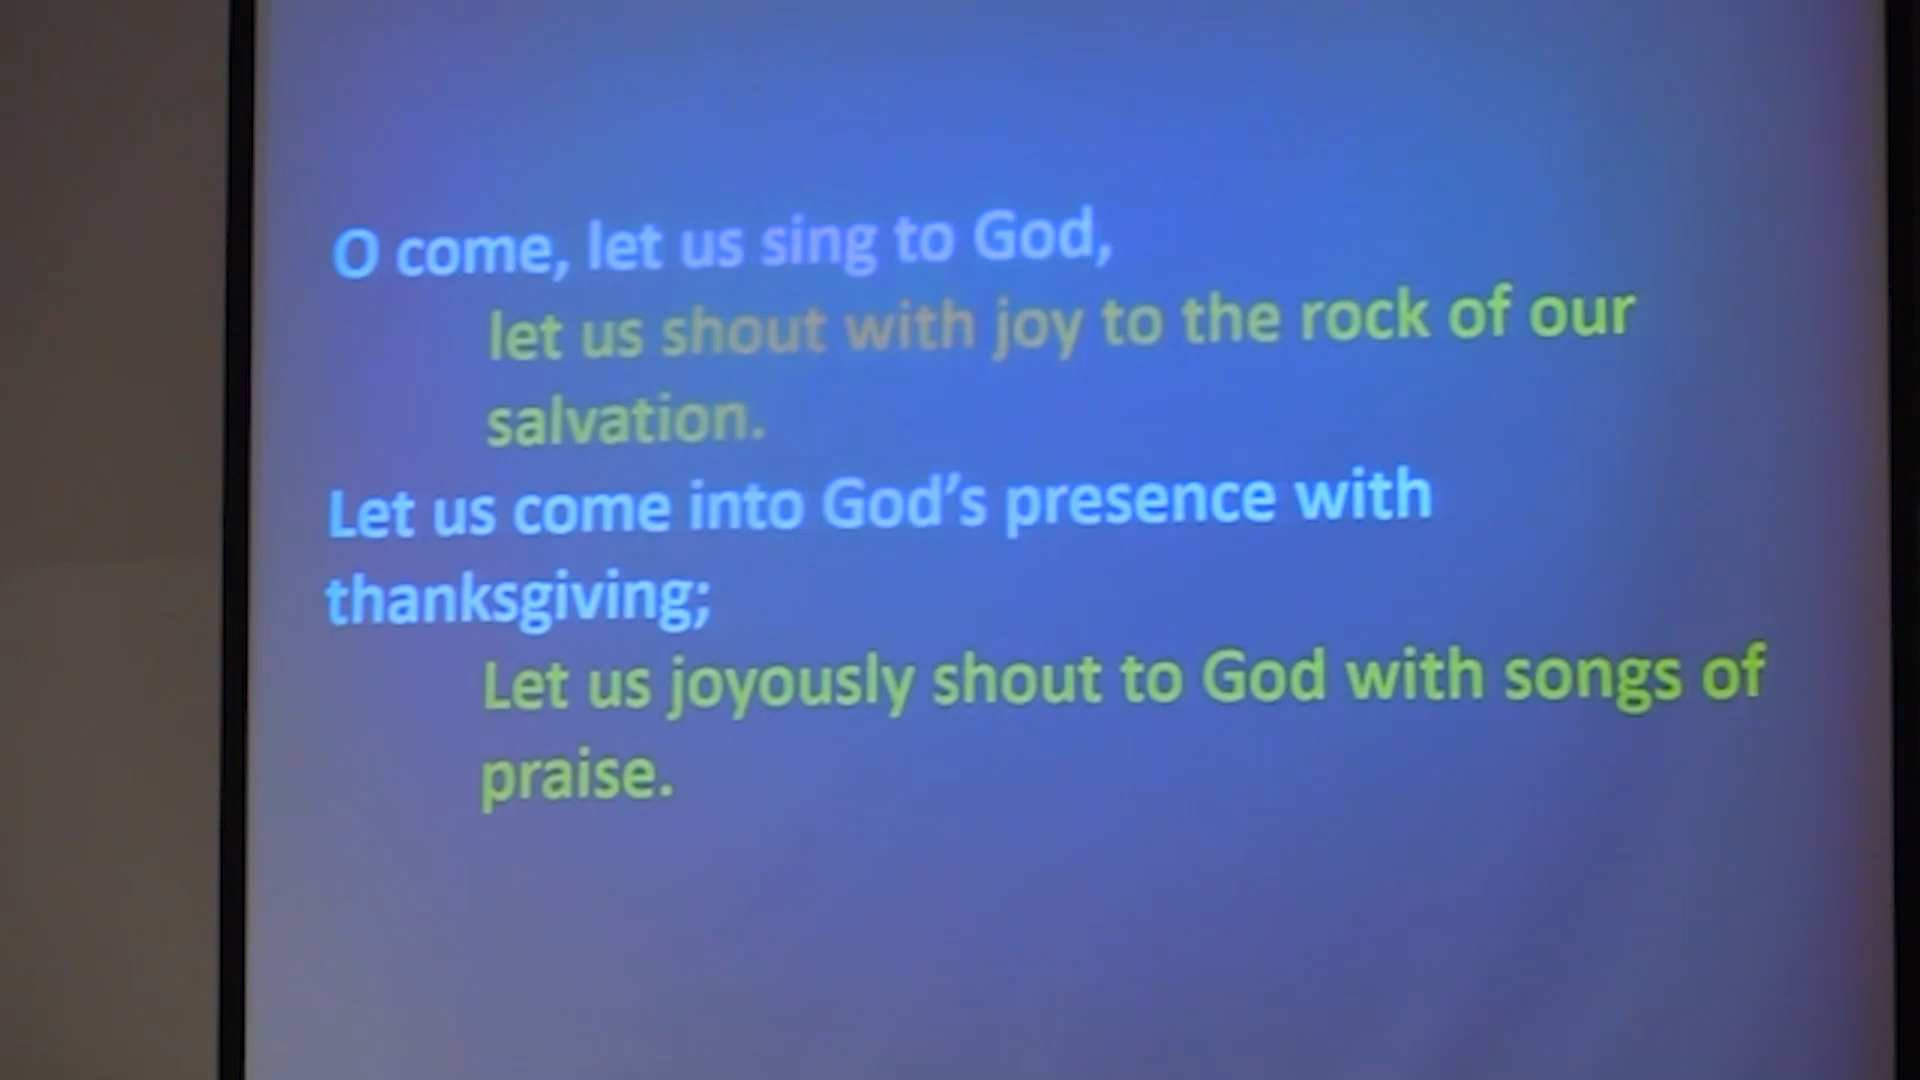 O come, let us sing to God,
let us shout with joy to the rock of our
salvation.
Let us come into God’s presence with
thanksgiving;
Let us joyously shout to God with songs of
praise.